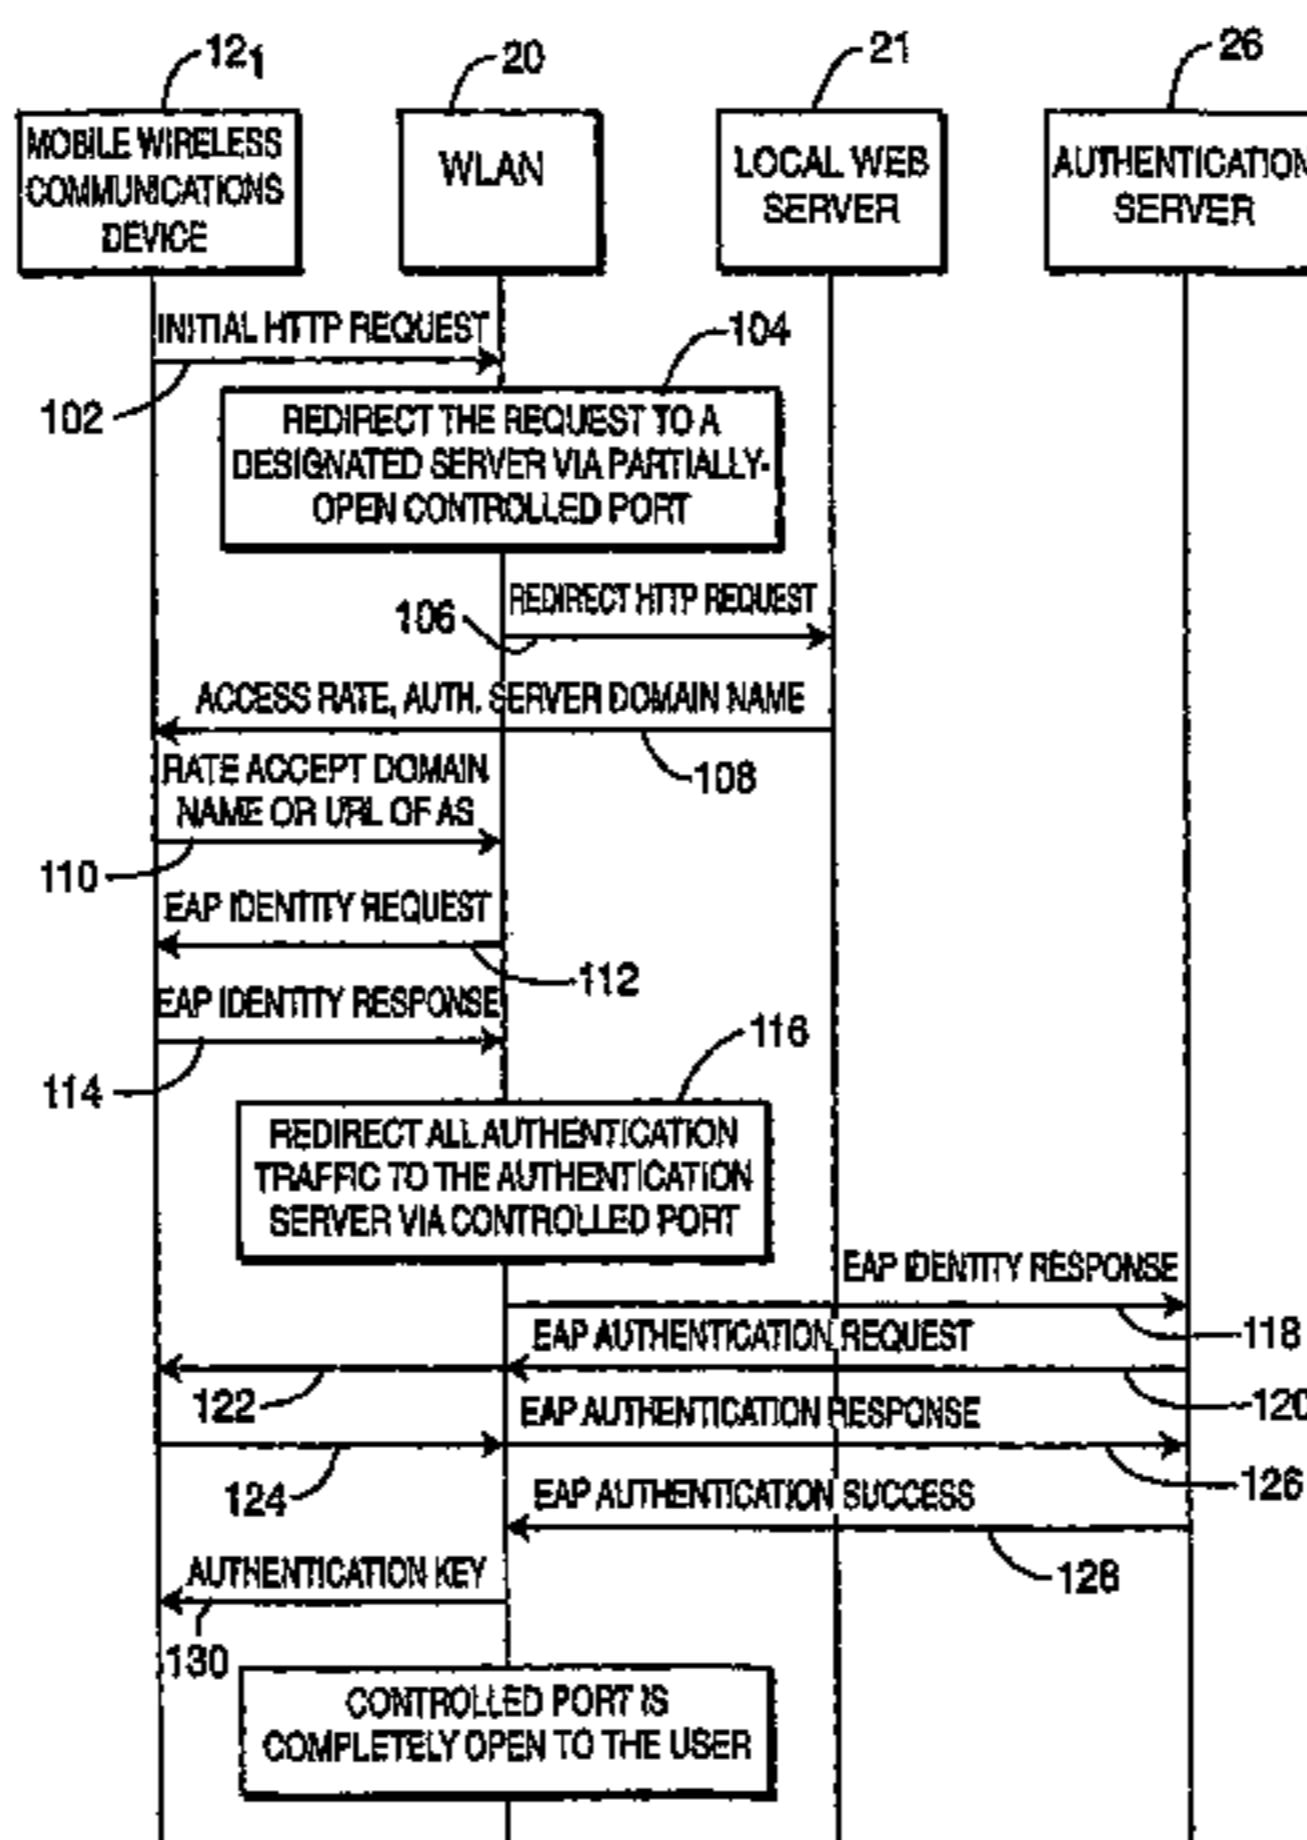 12₁
20
21
26
MOBILE WIRELESS
COMMUNICATIONS
DEVICE
WLAN
LOCAL WEB
SERVER
AUTHENTICATION
SERVER
INITIAL HTTP REQUEST
104
102
REDIRECT THE REQUEST TO A
DESIGNATED SERVER VIA PARTIALLY-
OPEN CONTROLLED PORT
REDIRECT HTTP REQUEST
106
ACCESS RATE, AUTH. SERVER DOMAIN NAME
108
RATE ACCEPT DOMAIN
NAME OR URL OF AS
110
EAP IDENTITY REQUEST
112
EAP IDENTITY RESPONSE
116
114
REDIRECT ALL AUTHENTICATION
TRAFFIC TO THE AUTHENTICATION
SERVER VIA CONTROLLED PORT
EAP IDENTITY RESPONSE
118
EAP AUTHENTICATION REQUEST
122
120
EAP AUTHENTICATION RESPONSE
124
126
EAP AUTHENTICATION SUCCESS
128
AUTHENTICATION KEY
130
CONTROLLED PORT IS
COMPLETELY OPEN TO THE USER